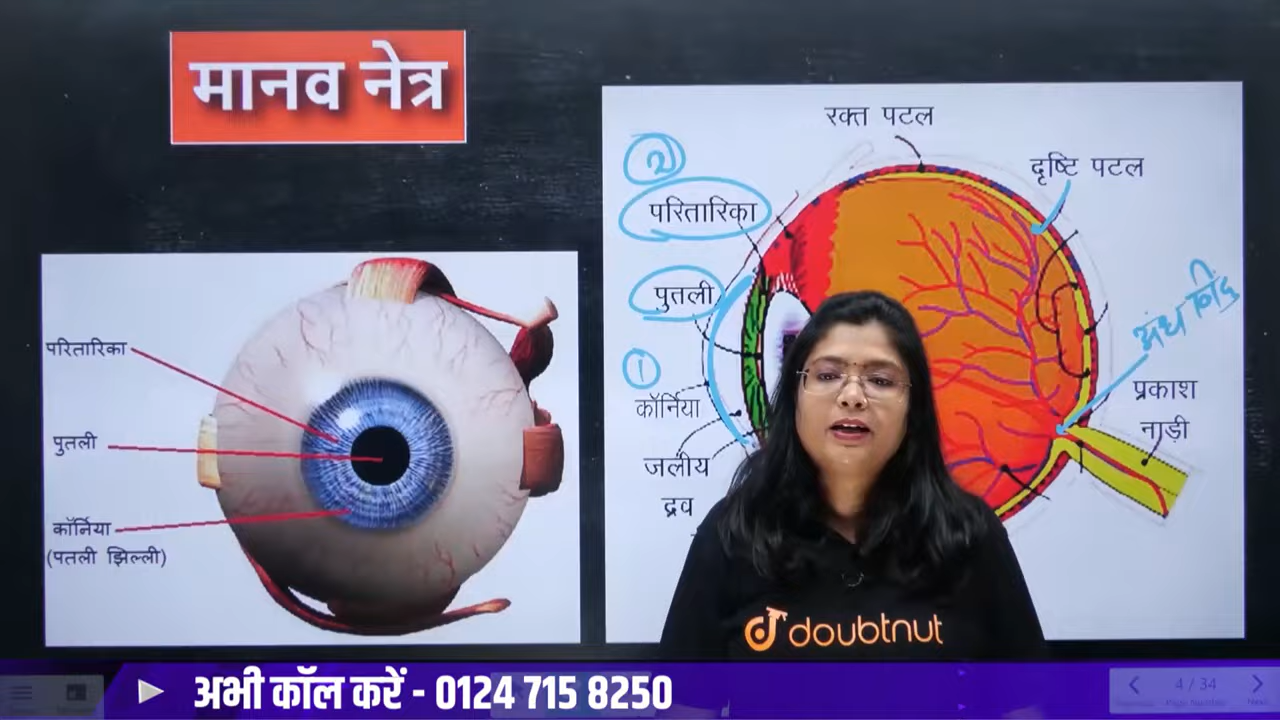 मानव नेत्र
परितारिका
पुतली
कॉर्निया
(पतली झिल्ली)
रक्त पटल
दृष्टि पटल
२
परितारिका
पुतली
1
कॉर्निया
जलीय
द्रव
अंध बिंदु
प्रकाश
नाड़ी
doubtnut
अभी कॉल करें - 0124 715 8250
4 / 34